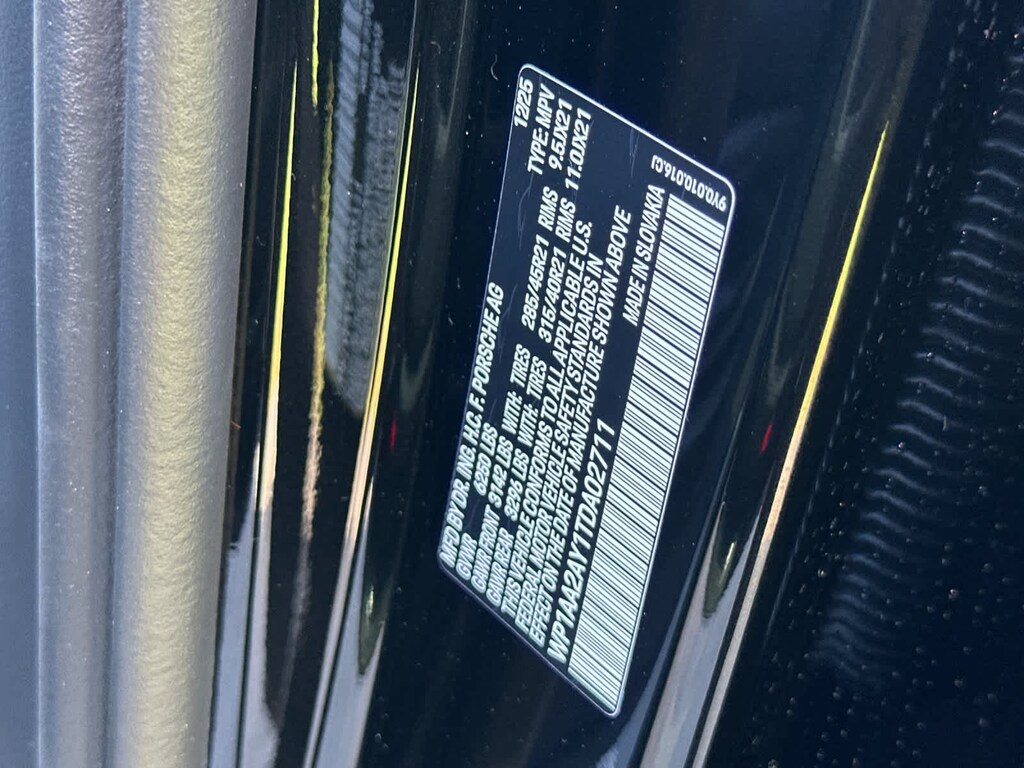 MFD BY/DR. ING. H.C. F. PORSCHE AG 12/25
GVWR 6250 LBS TYPE: MPV
GAWR FRONT 3142 LBS WITH: TIRES 285/45R21 RIMS 9.5JX21
GAWR REAR 3291 LBS WITH: TIRES 315/40R21 RIMS 11.0JX21
THIS VEHICLE CONFORMS TO ALL APPLICABLE U.S.
FEDERAL MOTOR VEHICLE SAFETY STANDARDS IN
EFFECT ON THE DATE OF MANUFACTURE SHOWN ABOVE
WP1AA2AY1TDA02711 MADE IN SLOVAKIA
9Y0.010.016.CJ